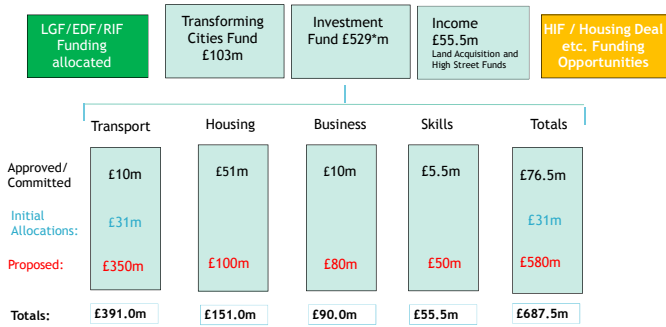 LGF/EDF/RIF
Funding
allocated
Transforming
Cities Fund
£103m
Investment
Fund £529*m
Income
£55.5m
Land Acquisition and
High Street Funds
HIF / Housing Deal
etc. Funding
Opportunities
Transport Housing Business Skills Totals
Approved/
Committed
£10m £51m £10m £5.5m £76.5m
Initial
Allocations:
£31m £31m
Proposed: £350m £100m £80m £50m £580m
Totals: £391.0m £151.0m £90.0m £55.5m £687.5m